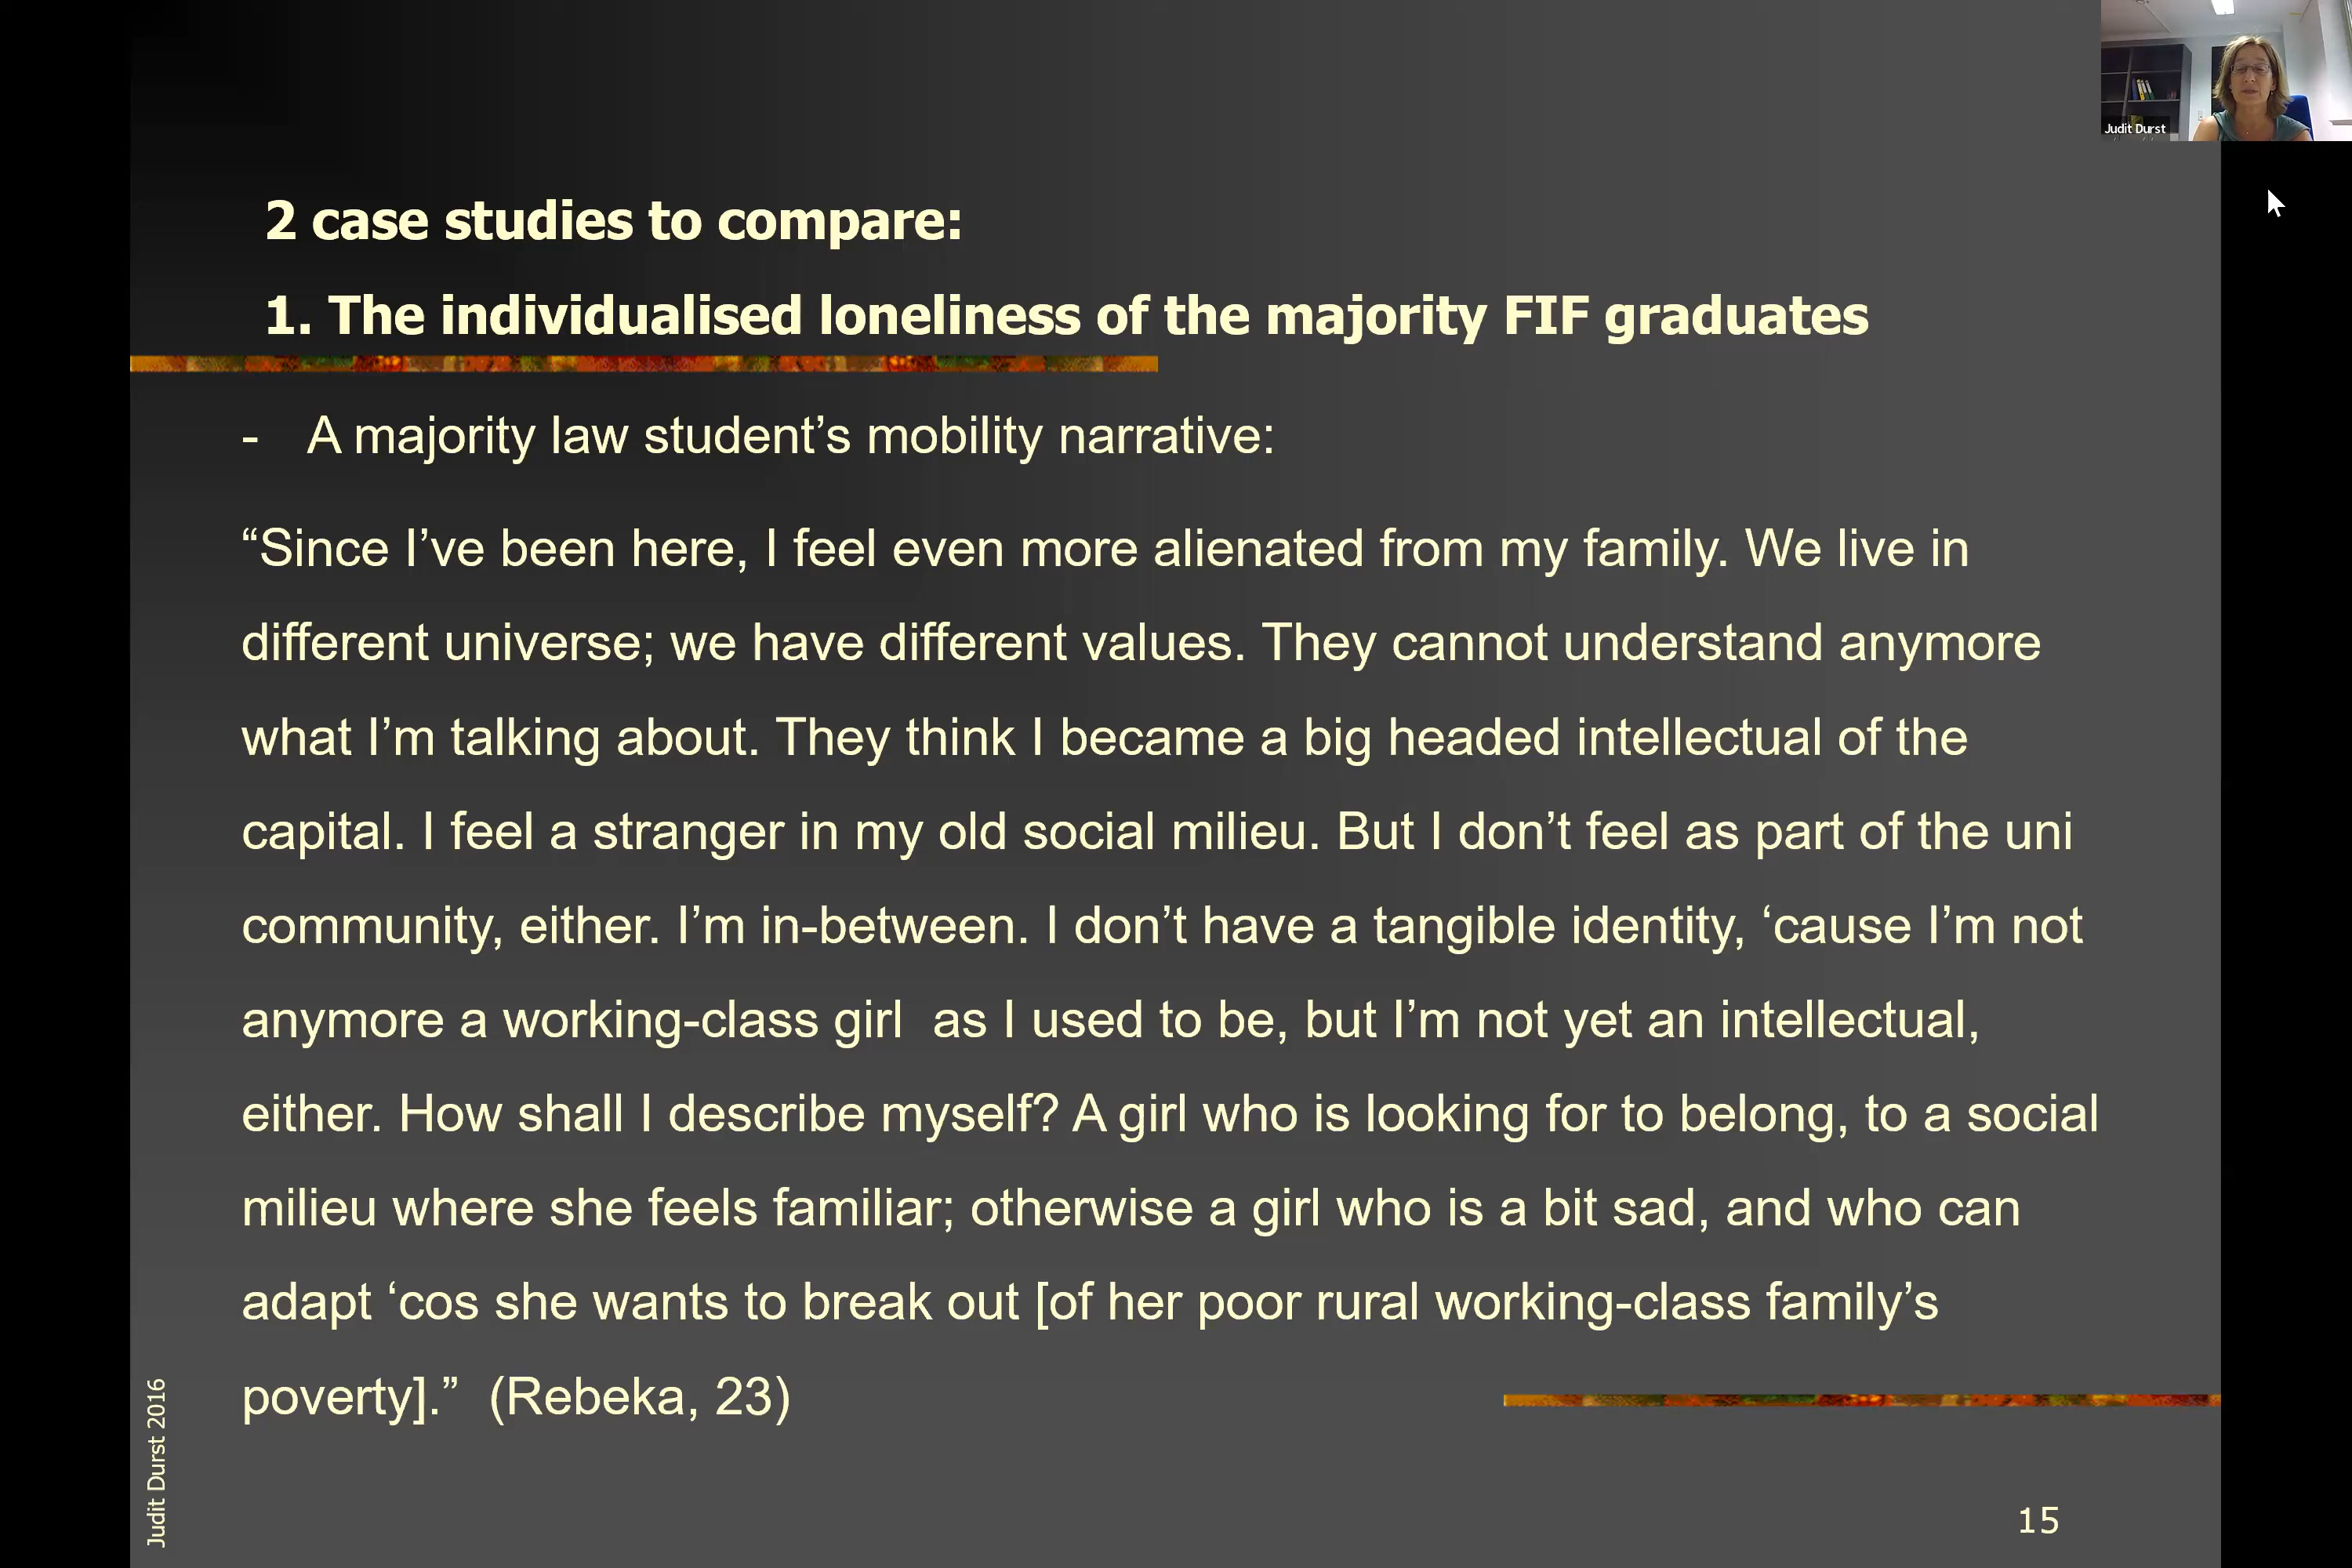 Judit Durst
2 case studies to compare:
1. The individualised loneliness of the majority FIF graduates
- A majority law student’s mobility narrative:
“Since I’ve been here, I feel even more alienated from my family. We live in
different universe; we have different values. They cannot understand anymore
what I’m talking about. They think I became a big headed intellectual of the
capital. I feel a stranger in my old social milieu. But I don’t feel as part of the uni
community, either. I’m in-between. I don’t have a tangible identity, ‘cause I’m not
anymore a working-class girl  as I used to be, but I’m not yet an intellectual,
either. How shall I describe myself? A girl who is looking for to belong, to a social
milieu where she feels familiar; otherwise a girl who is a bit sad, and who can
adapt ‘cos she wants to break out [of her poor rural working-class family’s
poverty].”  (Rebeka, 23)
Judit Durst 2016
15